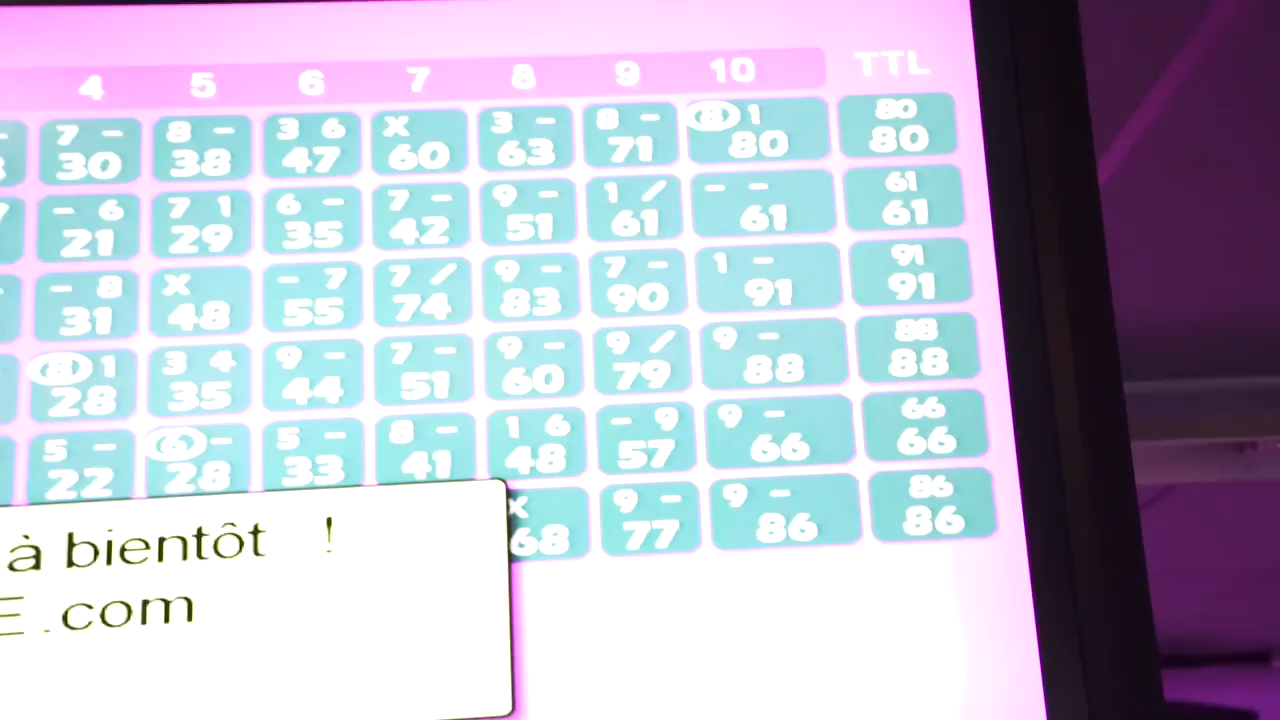 4 5 6 7 8 9 10 TTL
7 - 8 - 3 6 X 3 - 8 - 8 1 80
30 38 47 60 63 71 80 80
- 6 7 1 6 - 7 - 9 - 1 / - - 61
21 29 35 42 51 61 61 61
- 8 X - 7 7 / 9 - 7 - 1 - 91
31 48 55 74 83 90 91 91
8 1 3 4 9 - 7 - 9 - 9 / 9 - 88
28 35 44 51 60 79 88 88
5 - 6 - 5 - 8 - 1 6 - 9 9 - 66
22 28 33 41 48 57 66 66
X 9 - 9 - 86
68 77 86 86
à bientôt !
E.com